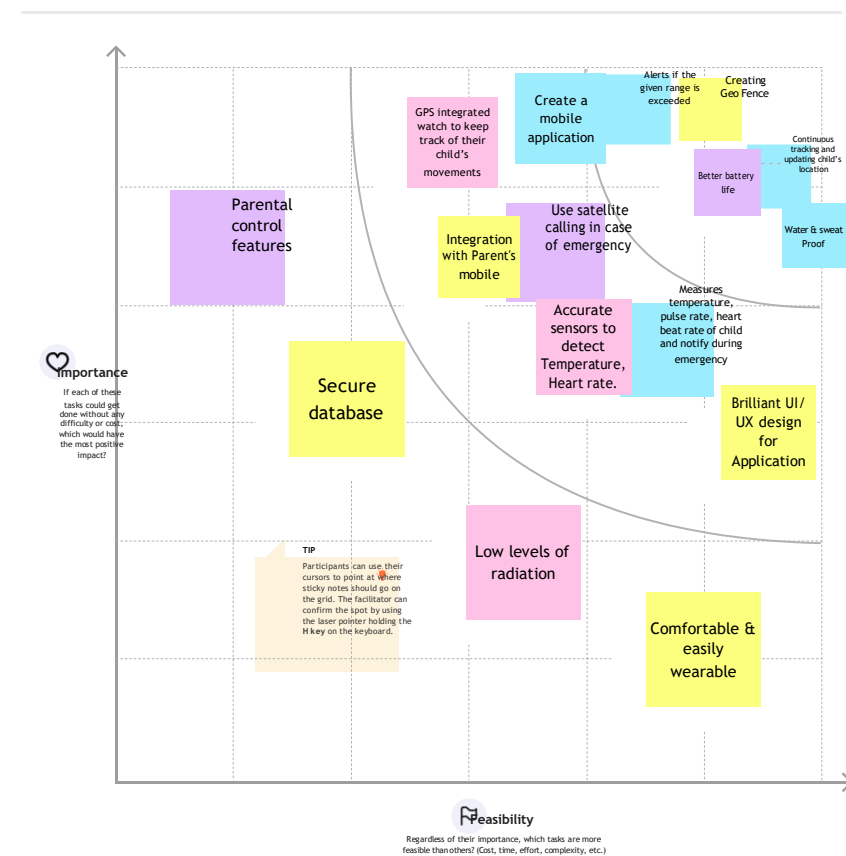 Alerts if the
given range is
exceeded
Creating
Geo Fence
GPS integrated
watch to keep
track of their
child's
movements
Create a
mobile
application
Continuous
tracking and
updating child's
location
Better battery
life
Parental
control
features
Use satellite
calling in case
of emergency
Water & sweat
Proof
Integration
with Parent's
mobile
Measures
temperature,
pulse rate, heart
beat rate of child
and notify during
emergency
Accurate
sensors to
detect
Temperature,
Heart rate.
Importance
If each of these
tasks could get
done without any
difficulty or cost,
which would have
the most positive
impact?
Secure
database
Brilliant UI/
UX design
for
Application
Low levels of
radiation
TIP
Participants can use their
cursors to point at where
sticky notes should go on
the grid. The facilitator can
confirm the spot by using
the laser pointer holding the
H key on the keyboard.
Comfortable &
easily
wearable
Feasibility
Regardless of their importance, which tasks are more
feasible than others? (Cost, time, effort, complexity, etc.)